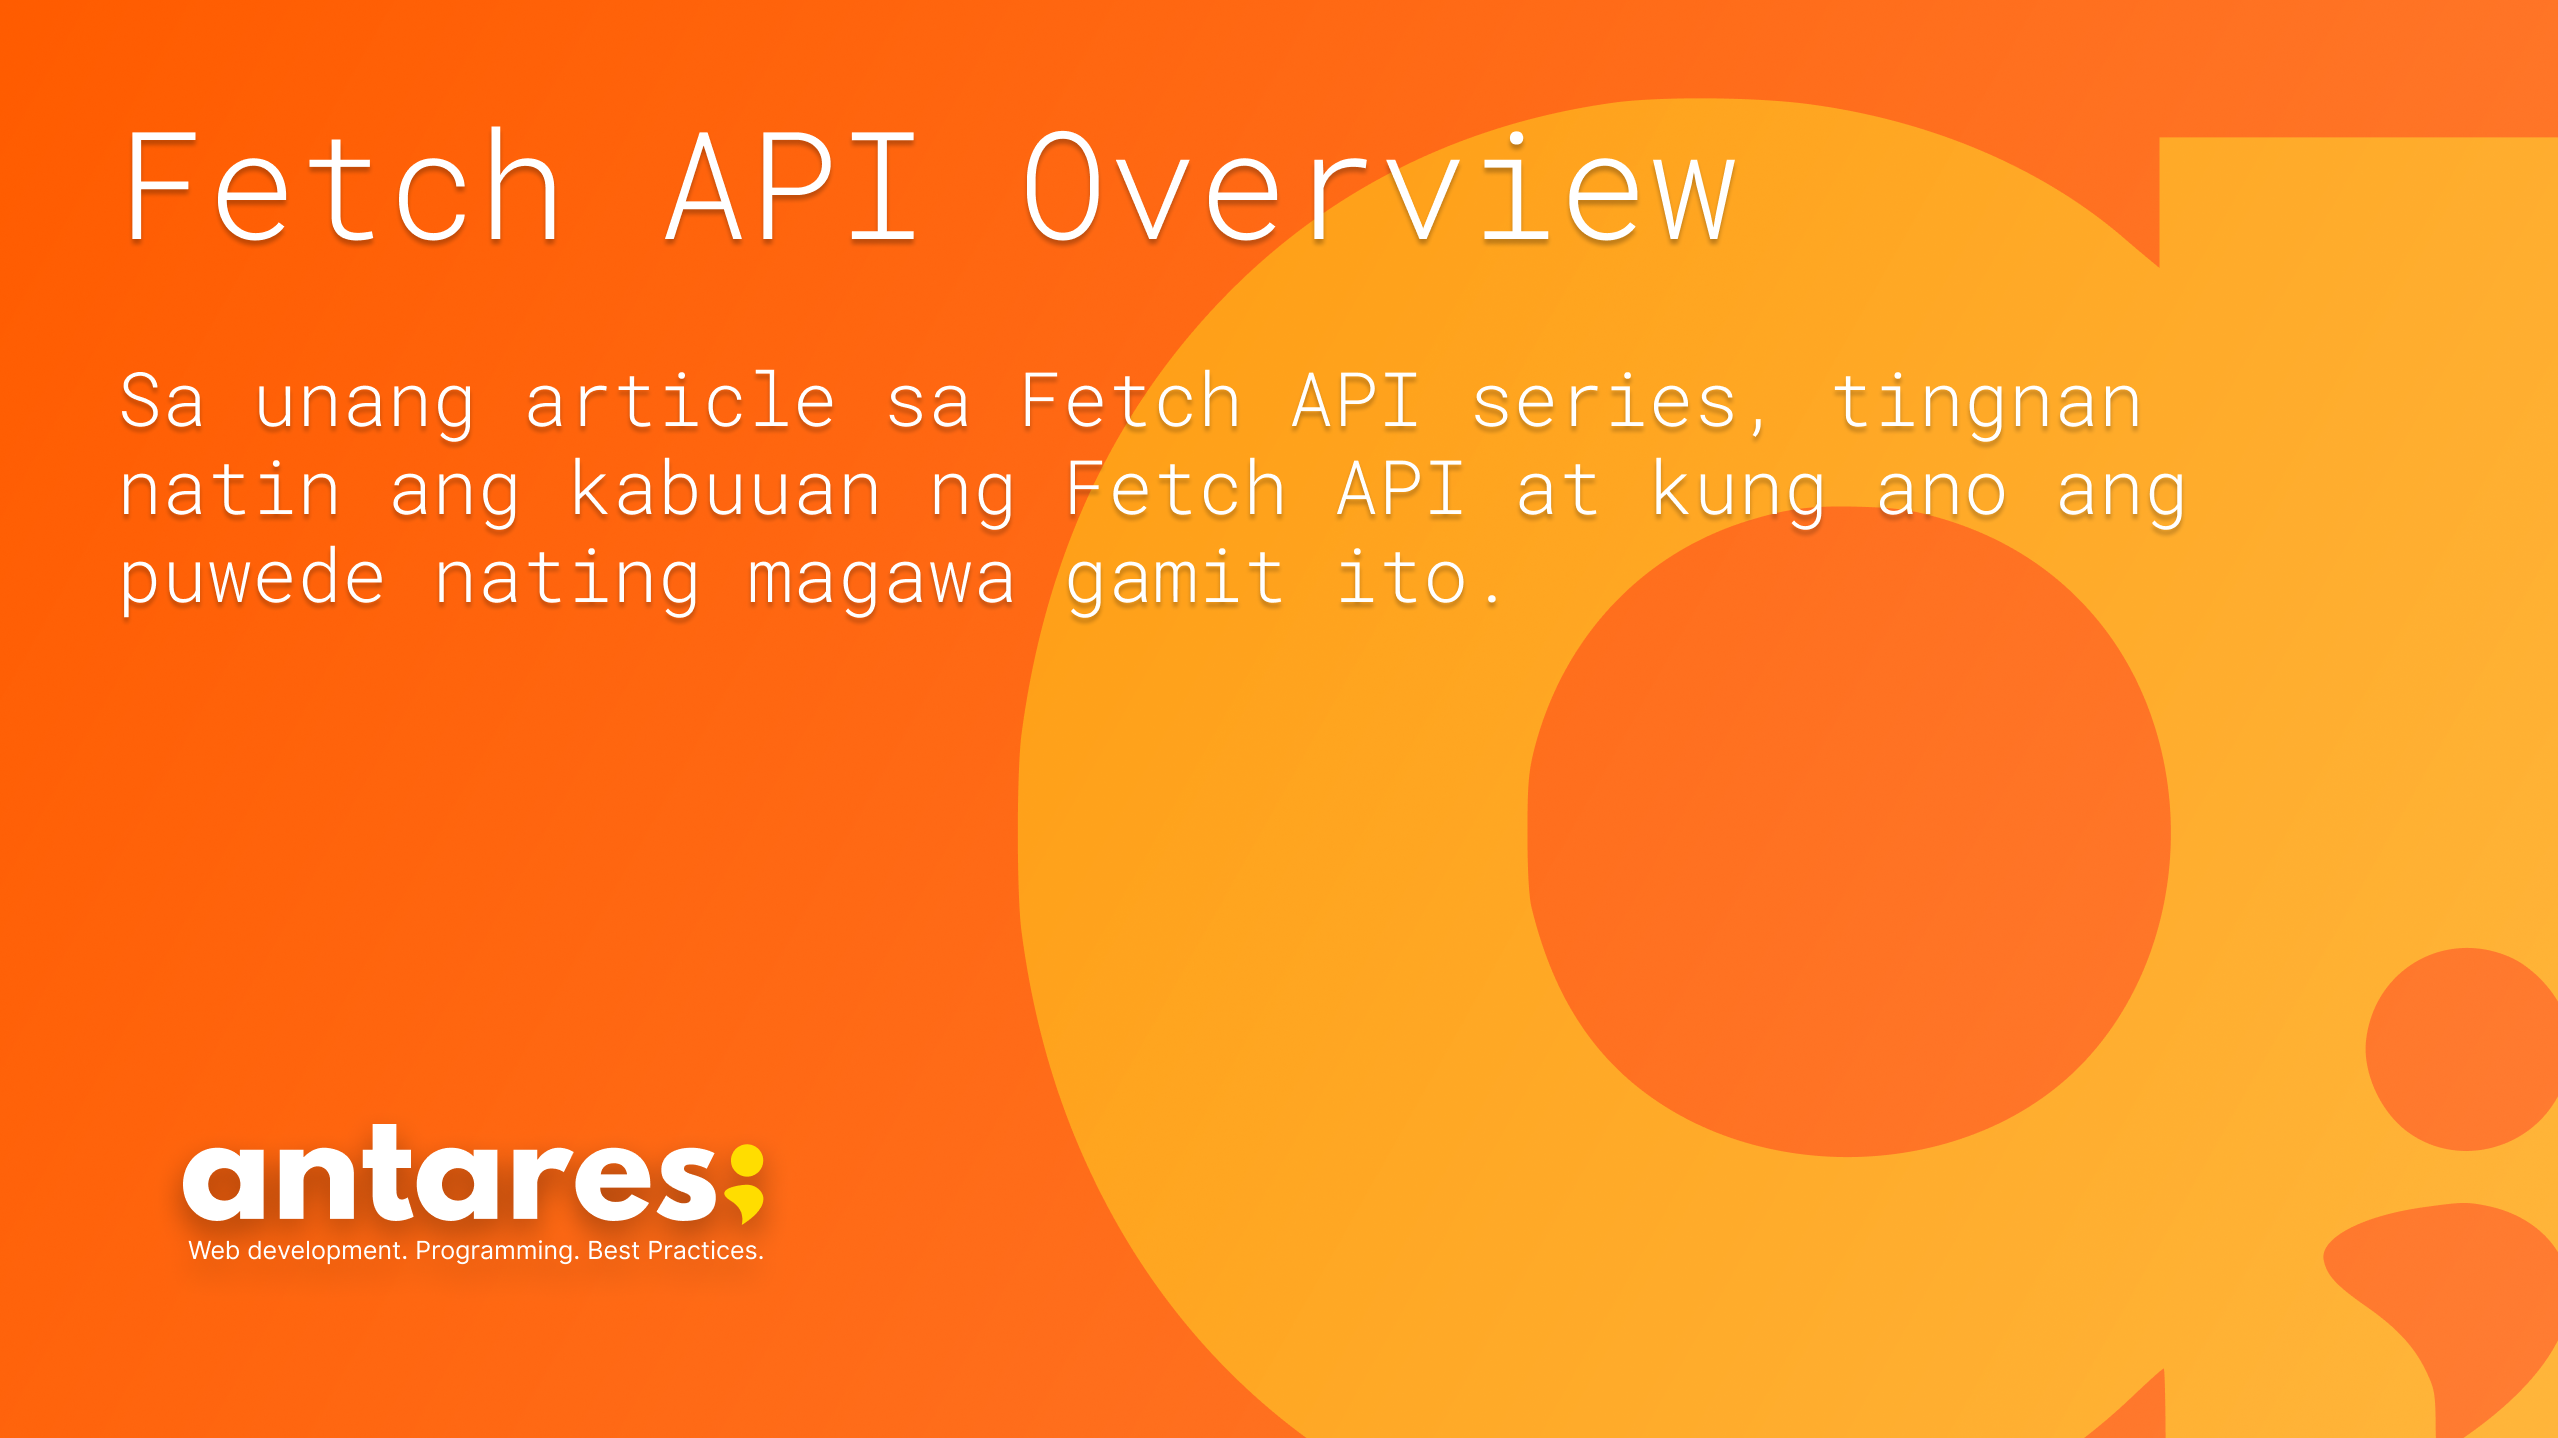 Fetch API Overview
Sa unang article sa Fetch API series, tingnan
natin ang kabuuan ng Fetch API at kung ano ang
puwede nating magawa gamit ito.
antares;
Web development. Programming. Best Practices.